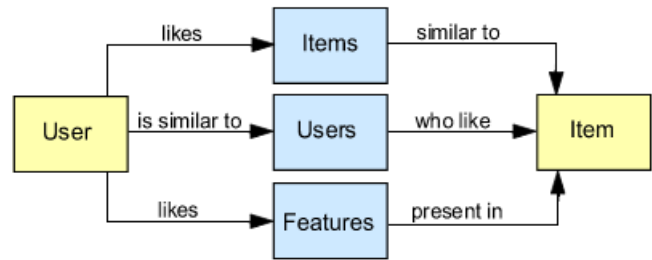 likes
Items
similar to
User
is similar to
Users
who like
Item
likes
Features
present in